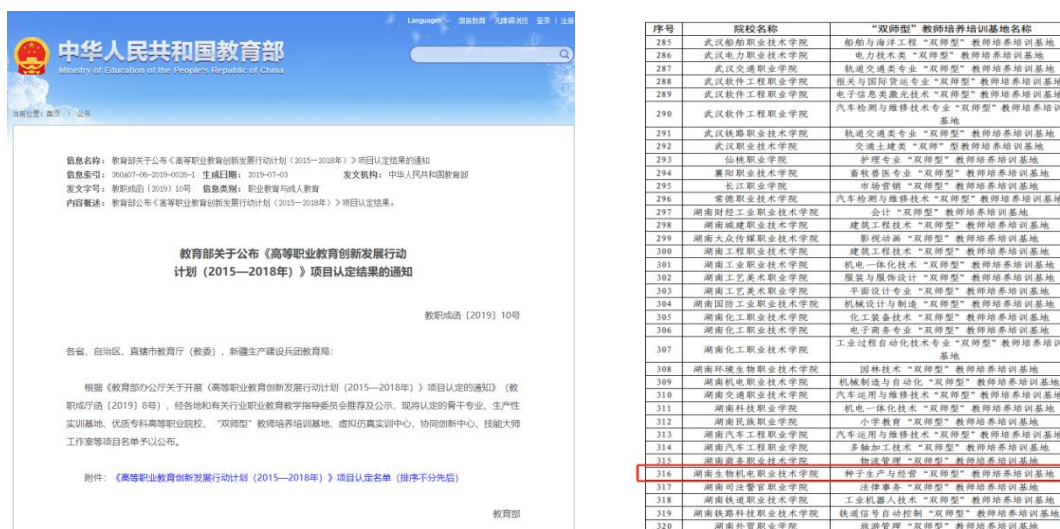 Languages
微言教育 无障碍浏览 登录 | 注册
中华人民共和国教育部
Ministry of Education of the People's Republic of China
当前位置: 首页 > 公告
信息名称: 教育部关于公布《高等职业教育创新发展行动计划（2015—2018年）》项目认定结果的通知
信息索引: 360A07-06-2019-0026-1 生成日期: 2019-07-03 发文机构: 中华人民共和国教育部
发文字号: 教职成函〔2019〕10号 信息类别: 职业教育与成人教育
内容概述: 教育部公布《高等职业教育创新发展行动计划（2015—2018年）》项目认定结果。
教育部关于公布《高等职业教育创新发展行动
计划（2015—2018年）》项目认定结果的通知
教职成函〔2019〕10号
各省、自治区、直辖市教育厅（教委），新疆生产建设兵团教育局:
根据《教育部办公厅关于开展〈高等职业教育创新发展行动计划（2015—2018年）〉项目认定的通知》（教
职成厅函〔2019〕8号），经各地和有关行业职业教育教学指导委员会推荐及公示，现将认定的骨干专业、生产性
实训基地、优质专科高等职业院校、“双师型”教师培养培训基地、虚拟仿真实训中心、协同创新中心、技能大师
工作室等项目名单予以公布。
附件: 《高等职业教育创新发展行动计划（2015—2018年）》项目认定名单（排序不分先后）
教育部
序号 院校名称 “双师型”教师培养培训基地名称
285 武汉船舶职业技术学院 船舶与海洋工程“双师型”教师培养培训基地
286 武汉电力职业技术学院 电力技术类“双师型”教师培养培训基地
287 武汉交通职业学院 轨道交通类专业“双师型”教师培养培训基地
288 武汉软件工程职业学院 报关与国际货运专业“双师型”教师培养培训基地
289 武汉软件工程职业学院 电子信息类激光技术“双师型”教师培养培训基地
290 武汉软件工程职业学院 汽车检测与维修技术专业“双师型”教师培养培训
基地
291 武汉铁路职业技术学院 轨道交通类专业“双师型”教师培养培训基地
292 武汉职业技术学院 交通土建类“双师”型教师培养培训基地
293 仙桃职业学院 护理专业“双师型”教师培养培训基地
294 襄阳职业技术学院 畜牧兽医专业“双师型”教师培养培训基地
295 长江职业学院 市场营销“双师型”教师培养培训基地
296 常德职业技术学院 汽车检测与维修技术“双师型”教师培养培训基地
297 湖南财经工业职业技术学院 会计“双师型”教师培养培训基地
298 湖南城建职业技术学院 建筑工程技术“双师型”教师培养培训基地
299 湖南大众传媒职业技术学院 影视动画“双师型”教师培养培训基地
300 湖南工程职业技术学院 建筑工程技术“双师型”教师培养培训基地
301 湖南工业职业技术学院 机电一体化技术“双师型”教师培养培训基地
302 湖南工艺美术职业学院 服装与服饰设计“双师型”教师培养培训基地
303 湖南工艺美术职业学院 平面设计专业“双师型”教师培养培训基地
304 湖南国防工业职业技术学院 机械设计与制造“双师型”教师培养培训基地
305 湖南化工职业技术学院 化工装备技术“双师型”教师培养培训基地
306 湖南化工职业技术学院 电子商务专业“双师型”教师培养培训基地
307 湖南化工职业技术学院 工业过程自动化技术专业“双师型”教师培养培训
基地
308 湖南环境生物职业技术学院 园林技术“双师型”教师培养培训基地
309 湖南机电职业技术学院 机械制造与自动化“双师型”教师培养培训基地
310 湖南交通职业技术学院 汽车运用与维修技术“双师型”教师培养培训基地
311 湖南科技职业学院 机电一体化技术“双师型”教师培养培训基地
312 湖南民族职业学院 小学教育“双师型”教师培养培训基地
313 湖南汽车工程职业学院 汽车运用与维修技术“双师型”教师培养培训基地
314 湖南汽车工程职业学院 多轴加工技术“双师型”教师培养培训基地
315 湖南商务职业技术学院 物流管理“双师型”教师培养培训基地
316 湖南生物机电职业技术学院 种子生产与经营“双师型”教师培养培训基地
317 湖南司法警官职业学院 法律事务“双师型”教师培养培训基地
318 湖南铁道职业技术学院 工业机器人技术“双师型”教师培养培训基地
319 湖南铁路科技职业技术学院 铁道信号自动控制“双师型”教师培养培训基地
320 湖南外贸职业学院 旅游管理“双师型”教师培养培训基地